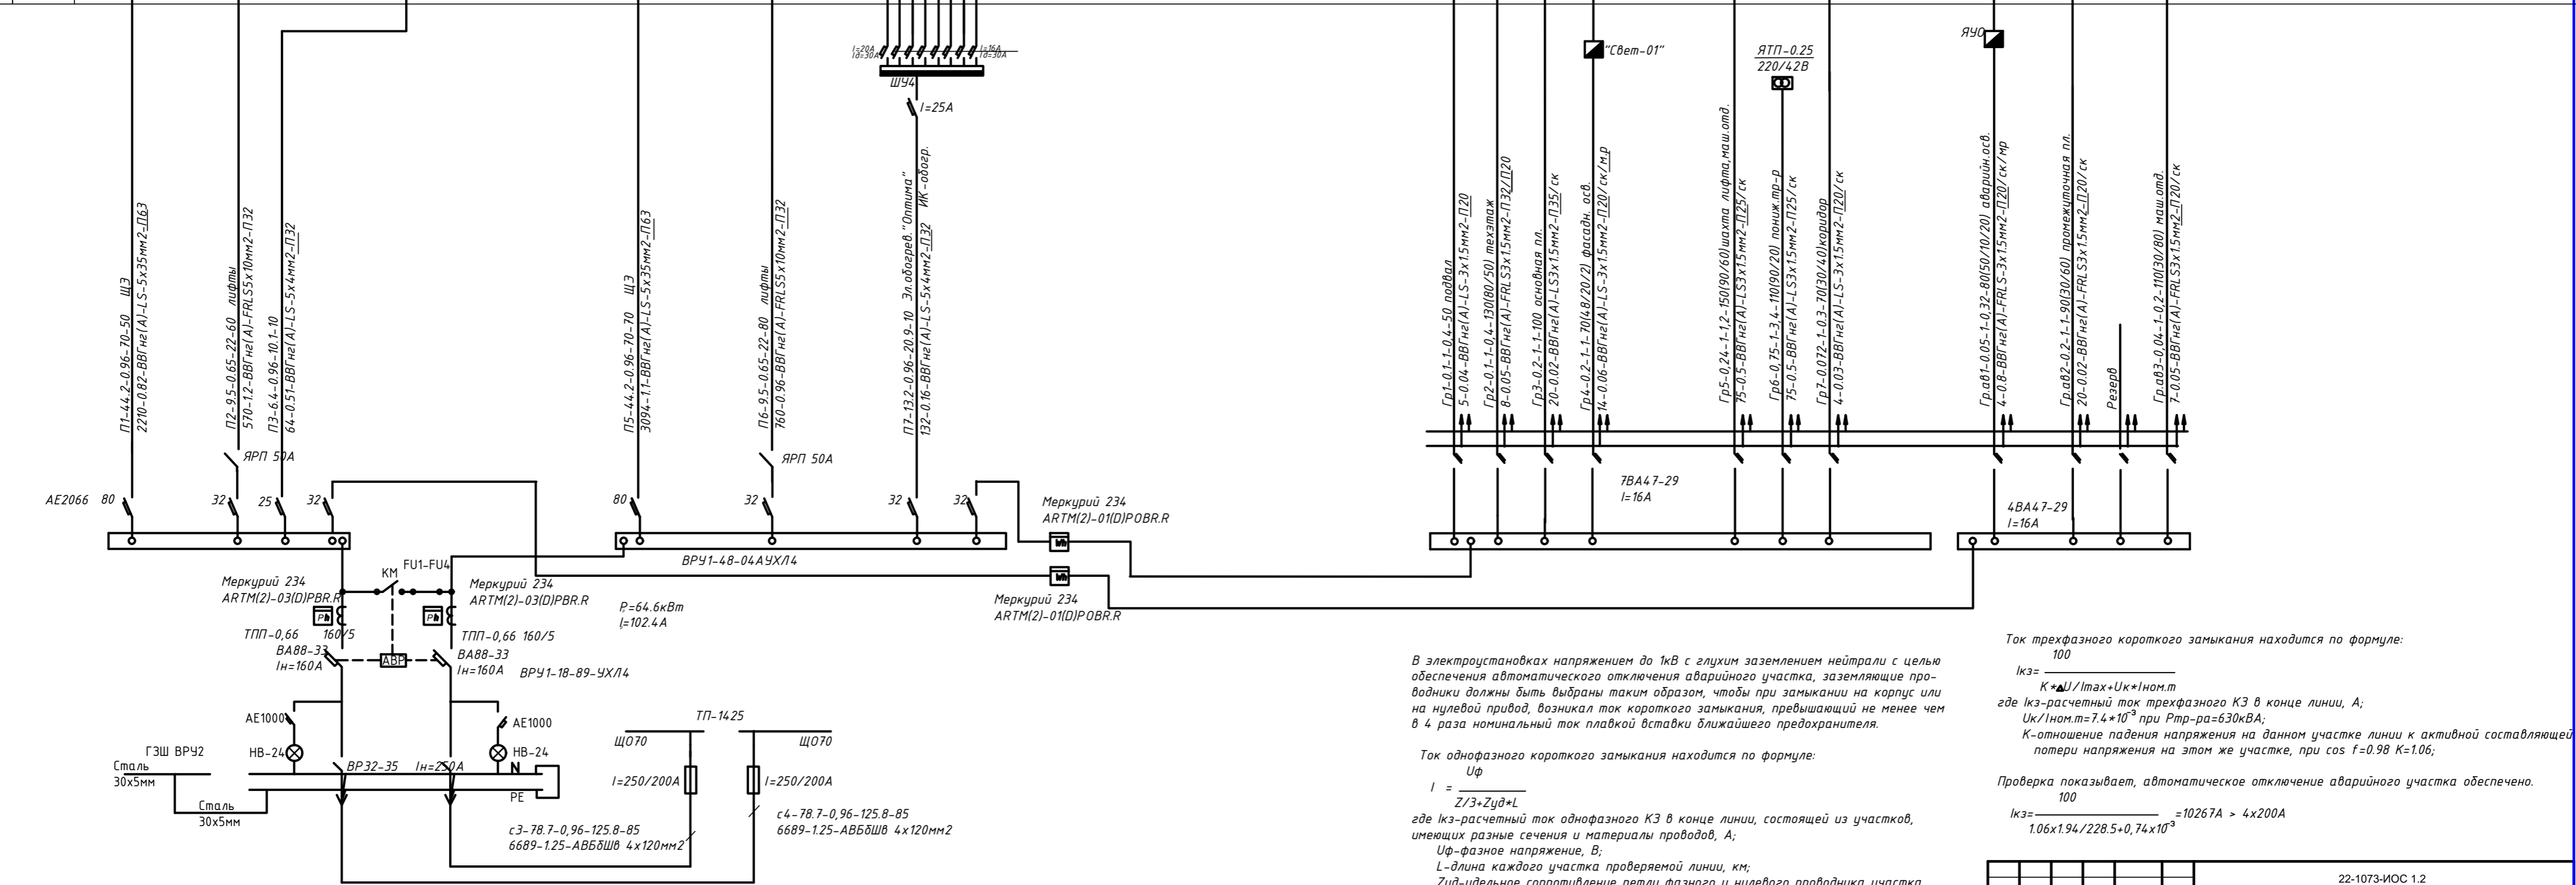 I=20A
Id=30A
I=16A
Id=30A
ШУ4
I=25A
"Свет-01"
ЯТП-0.25
220/42В
ЯУО
П1-44.2-0.96-70-50 ЩЭ
2210-0.82-ВВГнг(А)-LS-5х35мм2-П63
П2-9.5-0.65-22-60 лифты
570-1.2-ВВГнг(А)-FRLS5х10мм2-П32
П3-6.4-0.96-10.1-10
64-0.51-ВВГнг(А)-LS-5х4мм2-П32
П5-44.2-0.96-70-70 ЩЭ
3094-1.1-ВВГнг(А)-LS-5х35мм2-П63
П6-9.5-0.65-22-80 лифты
760-0.96-ВВГнг(А)-FRLS5х10мм2-П32
П7-13.2-0.96-20.9-10 Эл.обогрев."Оптима"
132-0.16-ВВГнг(А)-LS-5х4мм2-П32 ИК-обогр.
Гр1-0.1-1-0,4-50 подвал
5-0.04-ВВГнг(А)-LS-3х1.5мм2-П20
Гр2-0.1-1-0,4-130(80/50) техэтаж
8-0.05-ВВГнг(А)-FRLS3х1.5мм2-П32/П20
Гр3-0.2-1-1-100 основная пл.
20-0.02-ВВГнг(А)-LS3х1.5мм2-П35/ск
Гр4-0.2-1-1-70(48/20/2) фасадн. осв.
14-0.06-ВВГнг(А)-LS-3х1.5мм2-П20/ск/м.р
Гр5-0,24-1-1,2-150(90/60)шахта лифта,маш.отд.
75-0.5-ВВГнг(А)-LS3х1.5мм2-П25/ск
Гр6-0,75-1-3,4-110(90/20) пониж.тр-р
75-0.5-ВВГнг(А)-LS3х1.5мм2-П25/ск
Гр7-0.072-1-0.3-70(30/40)коридор
4-0.03-ВВГнг(А)-LS-3х1.5мм2-П20/ск
Гр.ав1-0.05-1-0,32-80(50/10/20) аварийн.осв.
4-0.8-ВВГнг(А)-FRLS-3х1.5мм2-П20/ск/мр
Гр.ав2-0.2-1-1-90(30/60) промежуточная пл.
20-0.02-ВВГнг(А)-FRLS3х1.5мм2-П20/ск
Резерв
Гр.ав3-0,04-1-0,2-110(30/80) маш.отд.
7-0.05-ВВГнг(А)-FRLS3х1.5мм2-П20/ск
ЯРП 50А
ЯРП 50А
АЕ2066 80
32
25
32
80
32
32
32
Меркурий 234
ARTM(2)-01(D)POBR.R
7ВА47-29
I=16A
4ВА47-29
I=16A
ВРУ1-48-04АУХЛ4
КМ
FU1-FU4
Меркурий 234
ARTM(2)-03(D)PBR.R
Меркурий 234
ARTM(2)-03(D)PBR.R
Wh
Wh
Меркурий 234
ARTM(2)-01(D)POBR.R
P=64.6кВт
I=102.4А
ТПП-0,66 160/5
ТПП-0,66 160/5
ВА88-33
Iн=160А
АВР
ВА88-33
Iн=160А
ВРУ1-18-89-УХЛ4
АЕ1000
АЕ1000
НВ-24
НВ-24
ГЗШ ВРУ2
Сталь
30х5мм
Сталь
30х5мм
ВР32-35 Iн=250А
N
PE
ТП-1425
ЩО70
ЩО70
I=250/200А
I=250/200А
с3-78.7-0,96-125.8-85
6689-1.25-АВБбШв 4х120мм2
с4-78.7-0,96-125.8-85
6689-1.25-АВБбШв 4х120мм2
В электроустановках напряжением до 1кВ с глухим заземлением нейтрали с целью
обеспечения автоматического отключения аварийного участка, заземляющие про-
водники должны быть выбраны таким образом, чтобы при замыкании на корпус или
на нулевой привод, возникал ток короткого замыкания, превышающий не менее чем
в 4 раза номинальный ток плавкой вставки ближайшего предохранителя.
Ток однофазного короткого замыкания находится по формуле:
Uф
I =
Z/3+Zуд*L
где Iкз-расчетный ток однофазного КЗ в конце линии, состоящей из участков,
имеющих разные сечения и материалы проводов, А;
Uф-фазное напряжение, В;
L-длина каждого участка проверяемой линии, км;
Zуд-удельное сопротивление петли фазного и нулевого проводника участка
Ток трехфазного короткого замыкания находится по формуле:
100
Iкз=
К*ΔU/Imax+Uк*Iном.т
где Iкз-расчетный ток трехфазного КЗ в конце линии, А;
Uк/Iном.т=7.4*10⁻³ при Ртр-ра=630кВА;
К-отношение падения напряжения на данном участке линии к активной составляющей
потери напряжения на этом же участке, при cos f=0.98 К=1.06;
Проверка показывает, автоматическое отключение аварийного участка обеспечено.
100
Iкз= =10267А > 4х200А
1.06х1.94/228.5+0,74х10⁻³
22-1073-ИОС 1.2